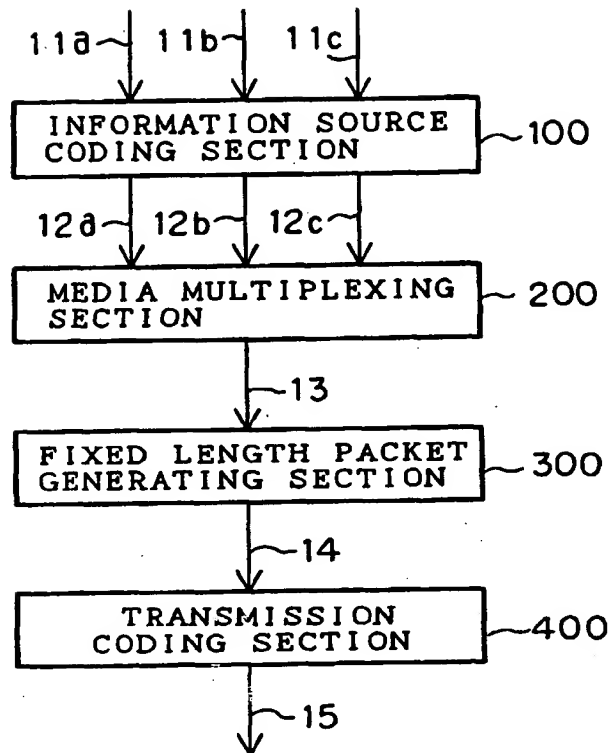 11a 11b 11c
INFORMATION SOURCE
CODING SECTION
100
12a 12b 12c
MEDIA MULTIPLEXING
SECTION
200
13
FIXED LENGTH PACKET
GENERATING SECTION
300
14
TRANSMISSION
CODING SECTION
400
15